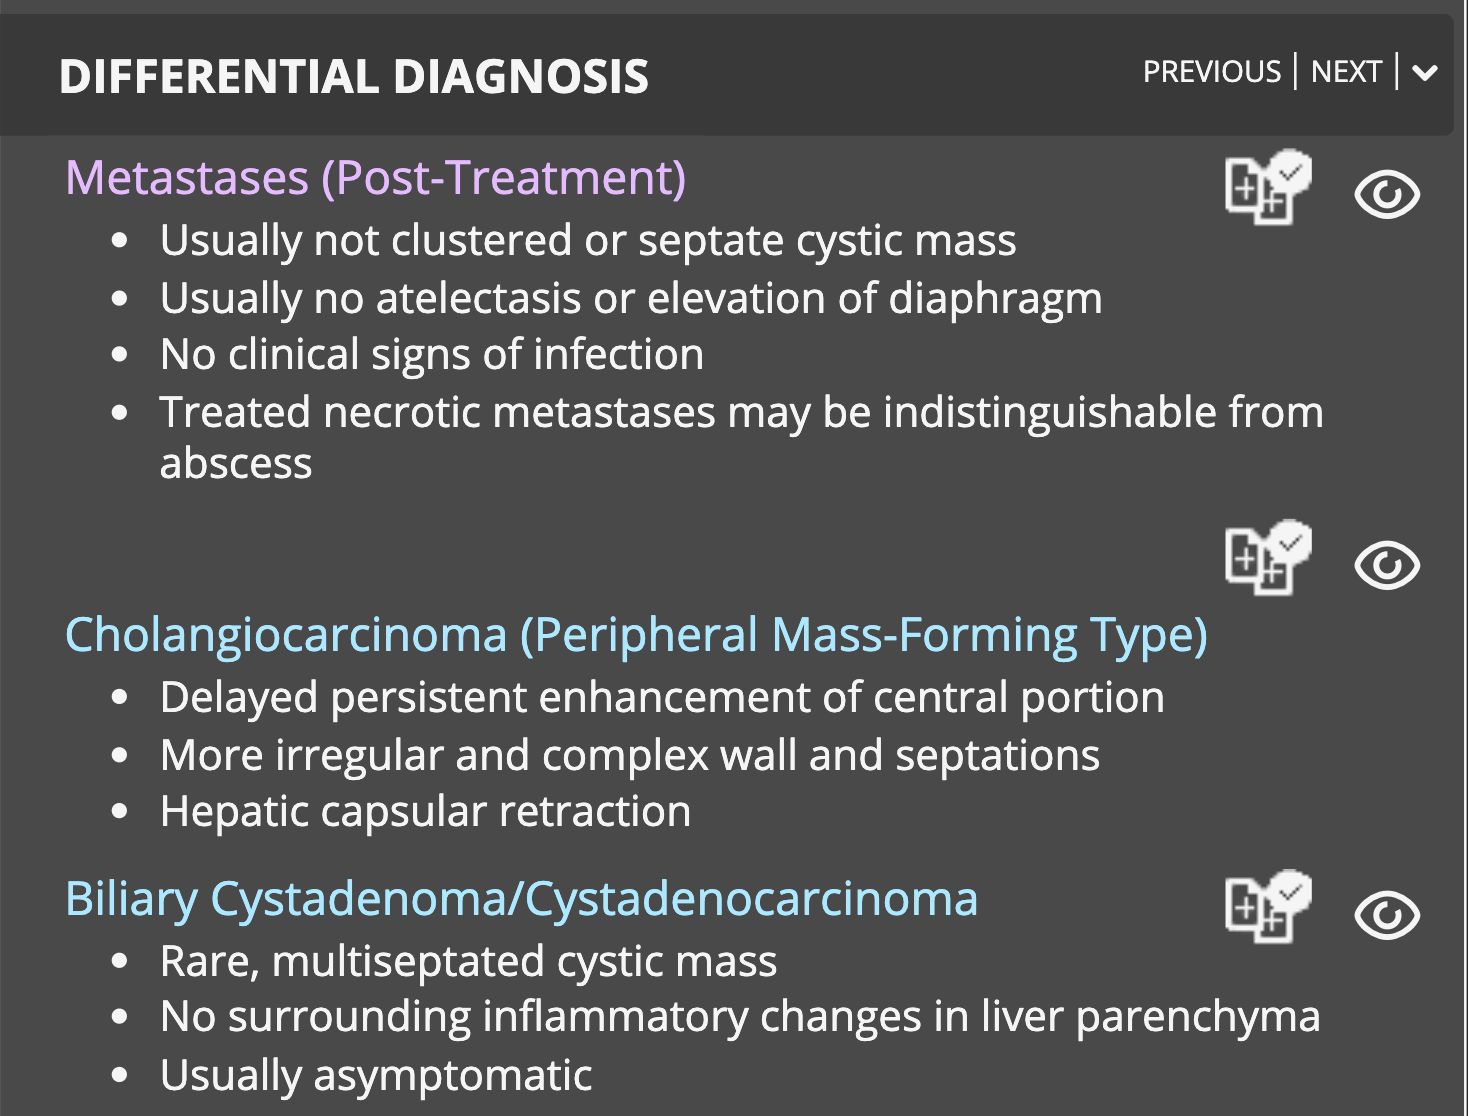 DIFFERENTIAL DIAGNOSIS
PREVIOUS | NEXT |
Metastases (Post-Treatment)
• Usually not clustered or septate cystic mass
• Usually no atelectasis or elevation of diaphragm
• No clinical signs of infection
• Treated necrotic metastases may be indistinguishable from
abscess
Cholangiocarcinoma (Peripheral Mass-Forming Type)
• Delayed persistent enhancement of central portion
• More irregular and complex wall and septations
• Hepatic capsular retraction
Biliary Cystadenoma/Cystadenocarcinoma
• Rare, multiseptated cystic mass
• No surrounding inflammatory changes in liver parenchyma
• Usually asymptomatic